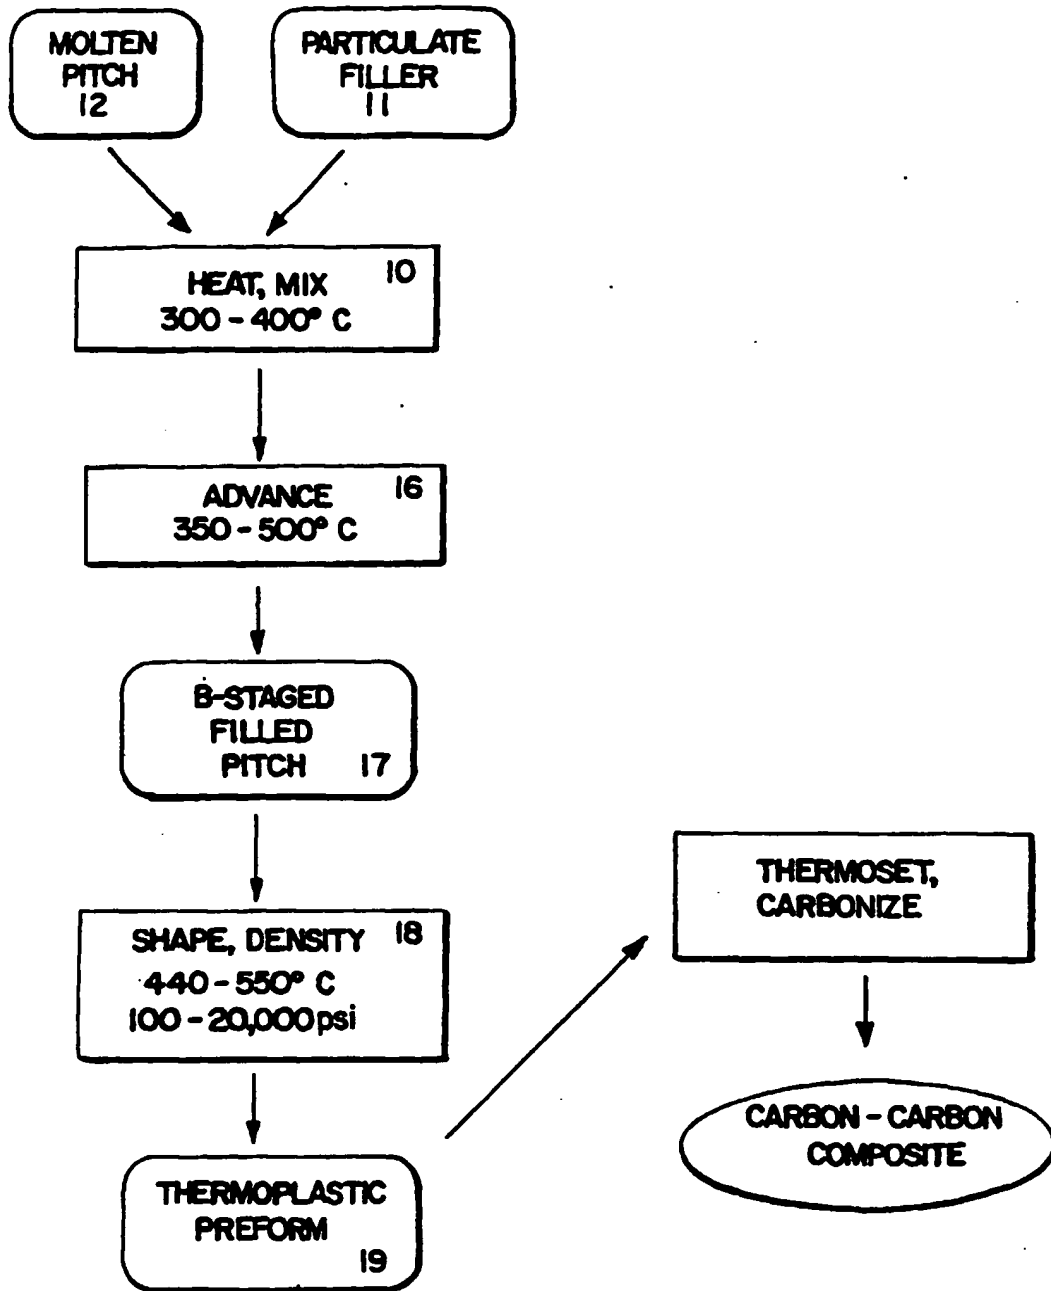 MOLTEN
PITCH
12
PARTICULATE
FILLER
11
10
HEAT, MIX
300 - 400° C
16
ADVANCE
350 - 500° C
B-STAGED
FILLED
PITCH 17
SHAPE, DENSITY 18
440 - 550° C
100 - 20,000 psi
THERMOPLASTIC
PREFORM
19
THERMOSET,
CARBONIZE
CARBON - CARBON
COMPOSITE